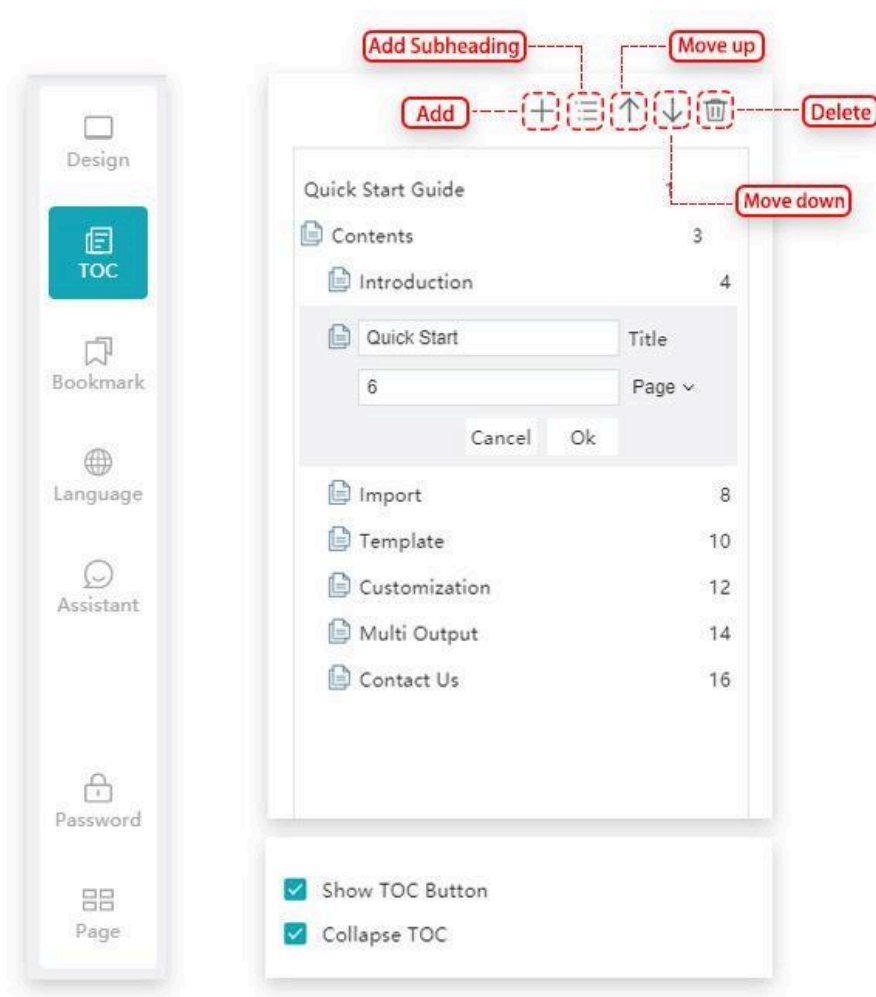 Add Subheading
Move up
Add
Delete
Move down
Design
TOC
Bookmark
Language
Assistant
Password
Page
Quick Start Guide 1
Contents 3
Introduction 4
Quick Start Title
6 Page
Cancel Ok
Import 8
Template 10
Customization 12
Multi Output 14
Contact Us 16
Show TOC Button
Collapse TOC